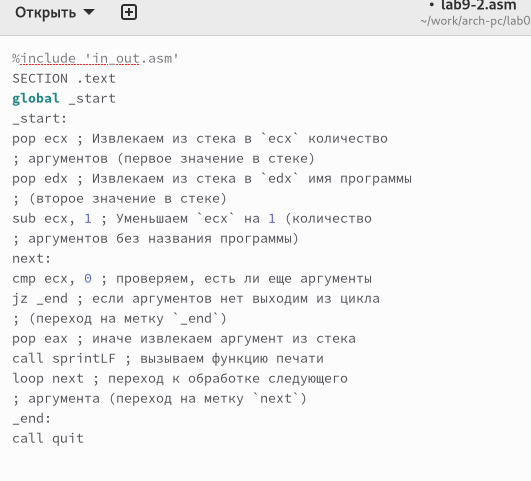 Открыть
• lab9-2.asm
~/work/arch-pc/lab0
%include 'in_out.asm'
SECTION .text
global _start
_start:
pop ecx ; Извлекаем из стека в `ecx` количество
; аргументов (первое значение в стеке)
pop edx ; Извлекаем из стека в `edx` имя программы
; (второе значение в стеке)
sub ecx, 1 ; Уменьшаем `ecx` на 1 (количество
; аргументов без названия программы)
next:
cmp ecx, 0 ; проверяем, есть ли еще аргументы
jz _end ; если аргументов нет выходим из цикла
; (переход на метку `_end`)
pop eax ; иначе извлекаем аргумент из стека
call sprintLF ; вызываем функцию печати
loop next ; переход к обработке следующего
; аргумента (переход на метку `next`)
_end:
call quit